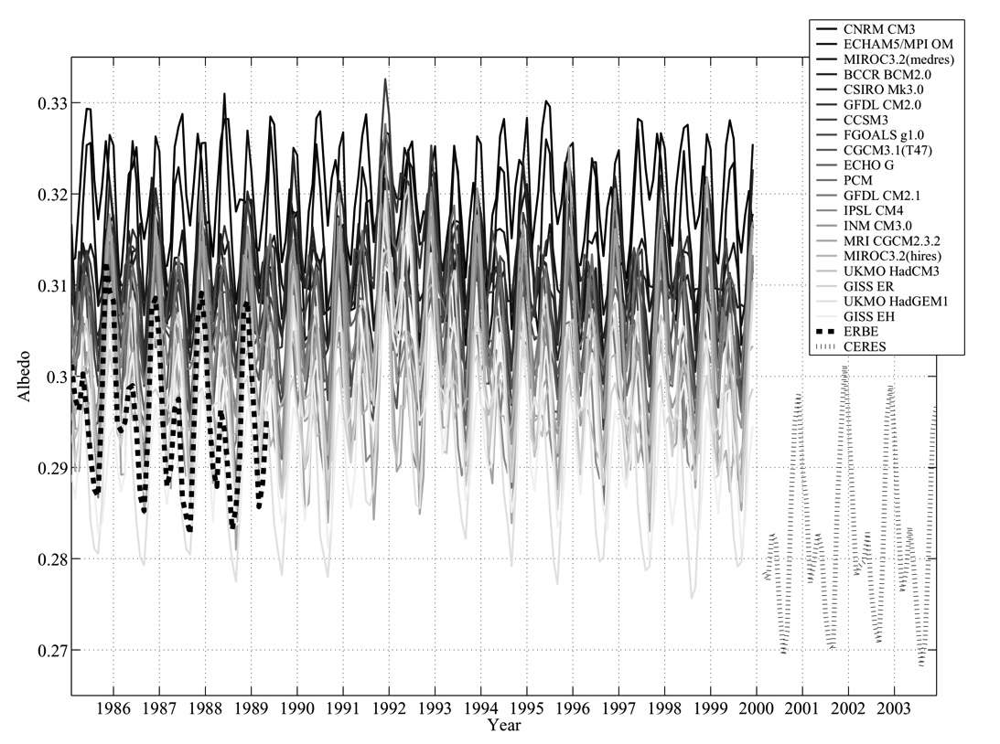 CNRM CM3
ECHAM5/MPI OM
MIROC3.2(medres)
BCCR BCM2.0
CSIRO Mk3.0
GFDL CM2.0
CCSM3
FGOALS g1.0
CGCM3.1(T47)
ECHO G
PCM
GFDL CM2.1
IPSL CM4
INM CM3.0
MRI CGCM2.3.2
MIROC3.2(hires)
UKMO HadCM3
GISS ER
UKMO HadGEM1
GISS EH
ERBE
CERES
0.33
0.32
0.31
0.3
0.29
0.28
0.27
Albedo
1986 1987 1988 1989 1990 1991 1992 1993 1994 1995 1996 1997 1998 1999 2000 2001 2002 2003
Year